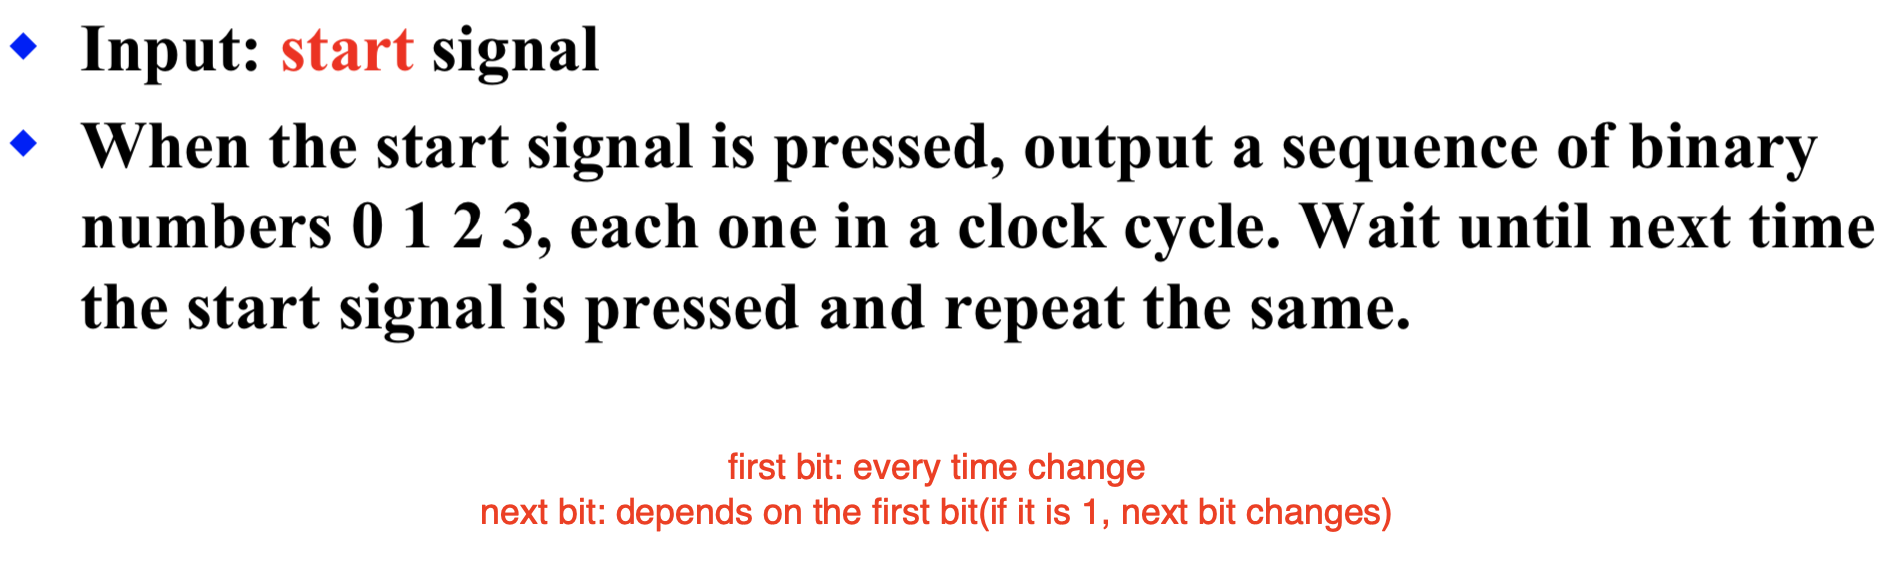 Input: start signal
When the start signal is pressed, output a sequence of binary
numbers 0 1 2 3, each one in a clock cycle. Wait until next time
the start signal is pressed and repeat the same.
first bit: every time change
next bit: depends on the first bit(if it is 1, next bit changes)